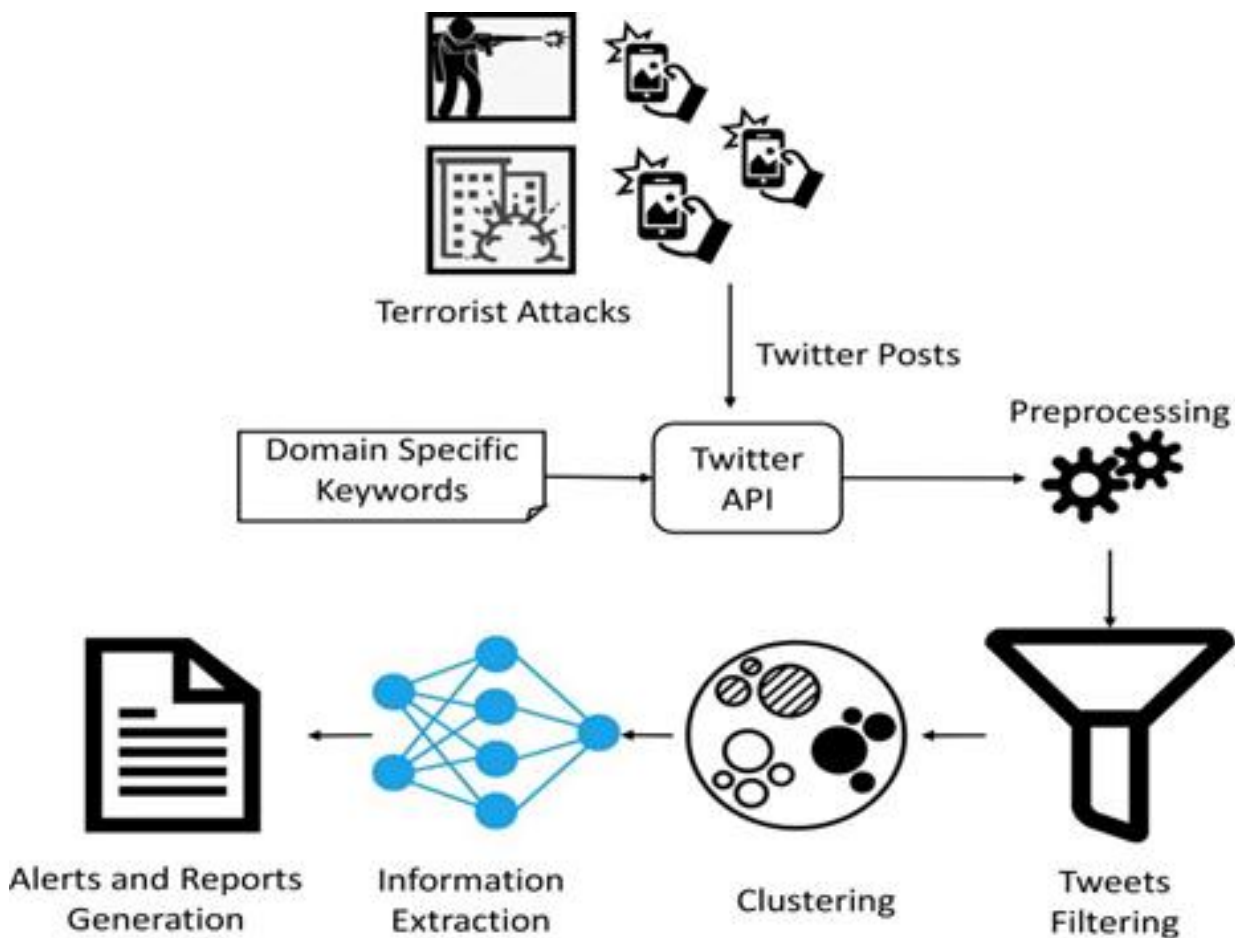 Terrorist Attacks
Twitter Posts
Preprocessing
Domain Specific
Keywords
Twitter
API
Alerts and Reports
Generation
Information
Extraction
Clustering
Tweets
Filtering